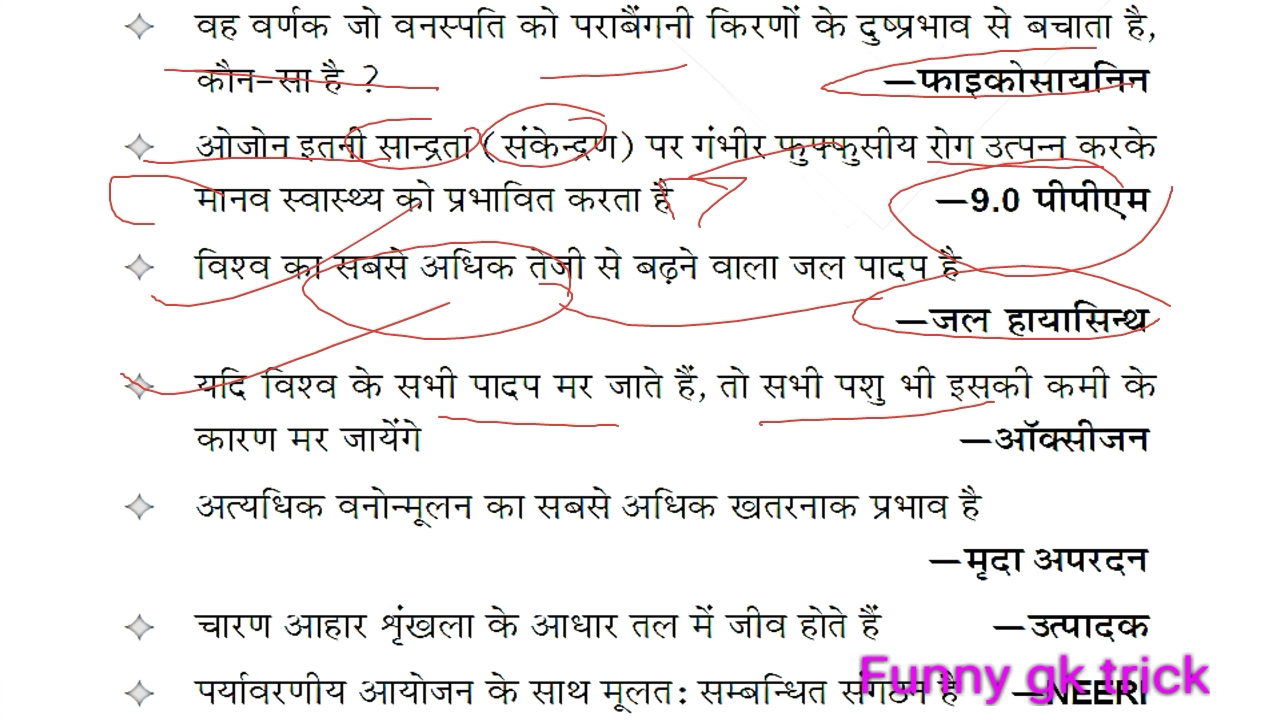 वह वर्णक जो वनस्पति को पराबैंगनी किरणों के दुष्प्रभाव से बचाता है,
कौन-सा है ? —फाइकोसायनिन
ओजोन इतनी सान्द्रता (संकेन्द्रण) पर गंभीर फुफ्फुसीय रोग उत्पन्न करके
मानव स्वास्थ्य को प्रभावित करता है —9.0 पीपीएम
विश्व का सबसे अधिक तेजी से बढ़ने वाला जल पादप है
—जल हायासिन्थ
यदि विश्व के सभी पादप मर जाते हैं, तो सभी पशु भी इसकी कमी के
कारण मर जायेंगे —ऑक्सीजन
अत्यधिक वनोन्मूलन का सबसे अधिक खतरनाक प्रभाव है
—मृदा अपरदन
चारण आहार शृंखला के आधार तल में जीव होते हैं —उत्पादक
पर्यावरणीय आयोजन के साथ मूलत: सम्बन्धित संगठन है —NEERI
Funny gk trick